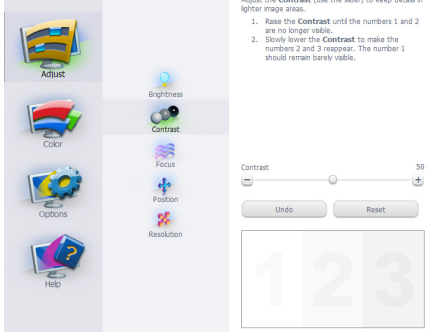 Adjust the Contrast (use the slider) to keep details in
lighter image areas.
1. Raise the Contrast until the numbers 1 and 2
are no longer visible.
2. Slowly lower the Contrast to make the
numbers 2 and 3 reappear. The number 1
should remain barely visible.
Adjust
Color
Options
Help
Brightness
Contrast
Focus
Position
Resolution
Contrast 50
Undo Reset
1 2 3